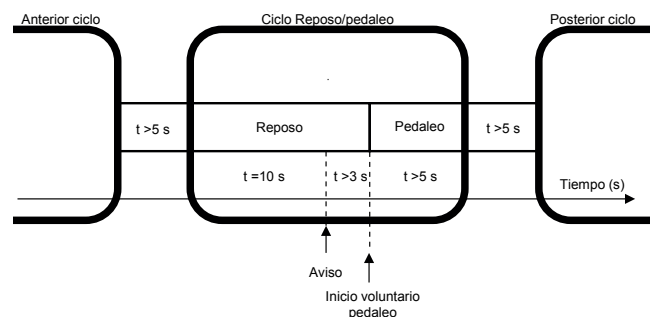 Anterior ciclo
Ciclo Reposo/pedaleo
Posterior ciclo
t >5 s
Reposo
Pedaleo
t >5 s
t =10 s
t >3 s
t >5 s
Tiempo (s)
Aviso
Inicio voluntario
pedaleo